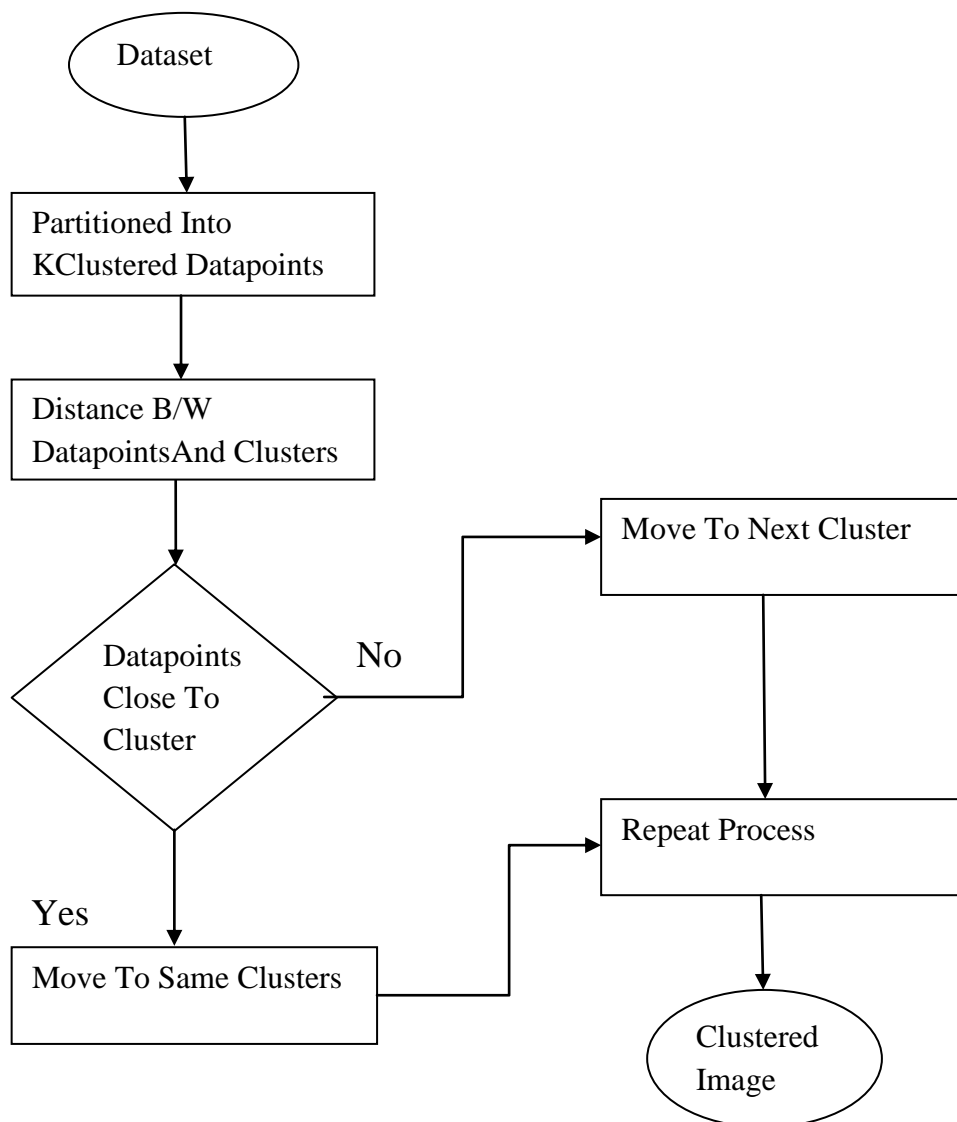 Dataset
Partitioned Into
KClustered Datapoints
Distance B/W
DatapointsAnd Clusters
Move To Next Cluster
No
Datapoints
Close To
Cluster
Repeat Process
Yes
Move To Same Clusters
Clustered
Image